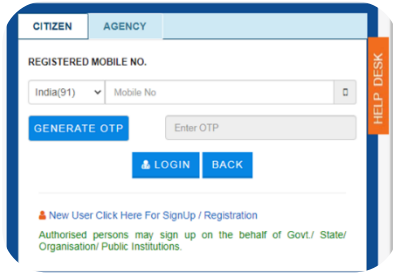 CITIZEN AGENCY
REGISTERED MOBILE NO.
India(91) Mobile No
GENERATE OTP Enter OTP
LOGIN BACK
HELP DESK
New User Click Here For SignUp / Registration
Authorised persons may sign up on the behalf of Govt./ State/
Organisation/ Public Institutions.